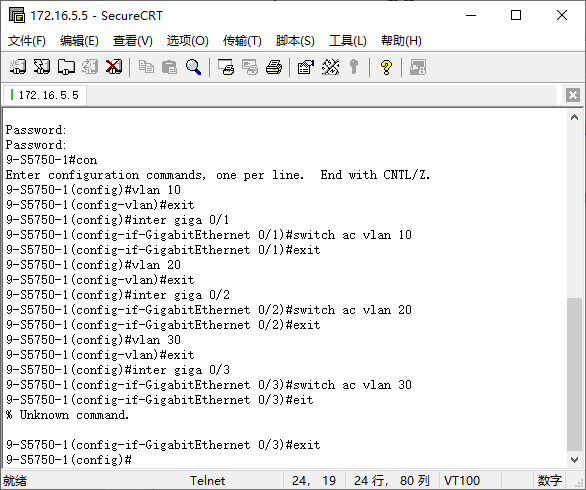 172.16.5.5 - SecureCRT
文件(F) 编辑(E) 查看(V) 选项(O) 传输(T) 脚本(S) 工具(L) 帮助(H)
172.16.5.5
Password:
Password:
9-S5750-1#con
Enter configuration commands, one per line.  End with CNTL/Z.
9-S5750-1(config)#vlan 10
9-S5750-1(config-vlan)#exit
9-S5750-1(config)#inter giga 0/1
9-S5750-1(config-if-GigabitEthernet 0/1)#switch ac vlan 10
9-S5750-1(config-if-GigabitEthernet 0/1)#exit
9-S5750-1(config)#vlan 20
9-S5750-1(config-vlan)#exit
9-S5750-1(config)#inter giga 0/2
9-S5750-1(config-if-GigabitEthernet 0/2)#switch ac vlan 20
9-S5750-1(config-if-GigabitEthernet 0/2)#exit
9-S5750-1(config)#vlan 30
9-S5750-1(config-vlan)#exit
9-S5750-1(config)#inter giga 0/3
9-S5750-1(config-if-GigabitEthernet 0/3)#switch ac vlan 30
9-S5750-1(config-if-GigabitEthernet 0/3)#eit
% Unknown command.
9-S5750-1(config-if-GigabitEthernet 0/3)#exit
9-S5750-1(config)#
就绪 Telnet 24, 19 24 行, 80 列 VT100 数字